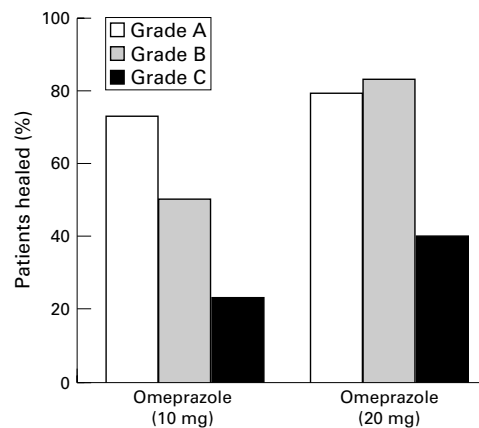 100
80
60
40
20
0
Patients healed (%)
Grade A
Grade B
Grade C
Omeprazole
(10 mg)
Omeprazole
(20 mg)